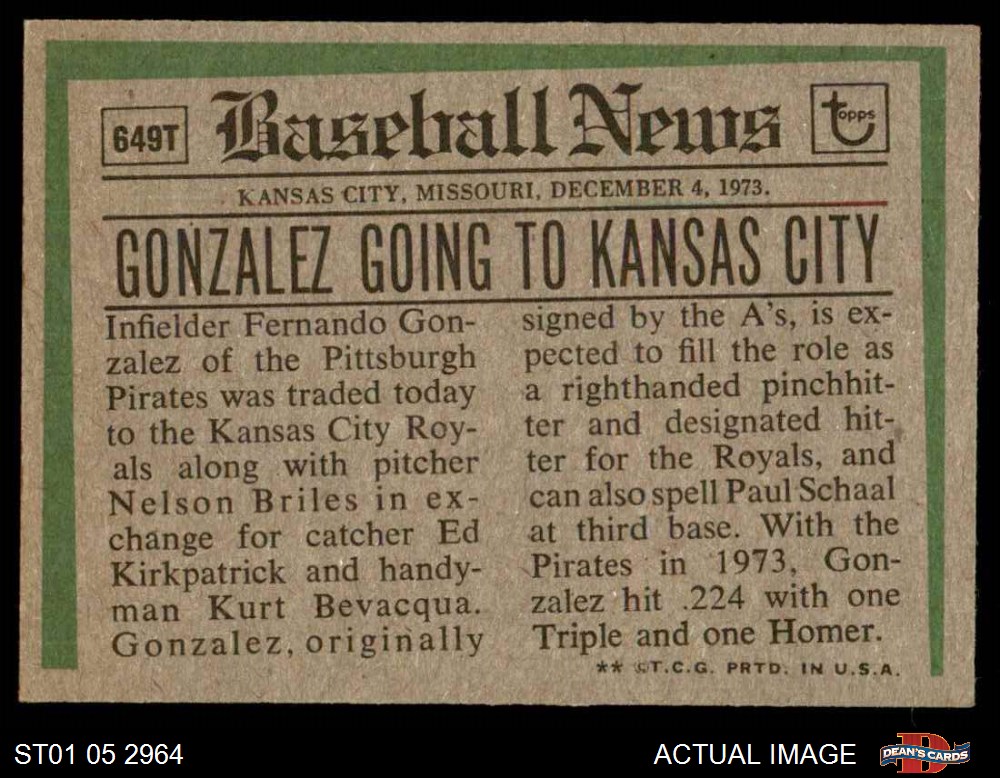 649T
Baseball News
topps
KANSAS CITY, MISSOURI, DECEMBER 4, 1973.
GONZALEZ GOING TO KANSAS CITY
Infielder Fernando Gon-
zalez of the Pittsburgh
Pirates was traded today
to the Kansas City Roy-
als along with pitcher
Nelson Briles in ex-
change for catcher Ed
Kirkpatrick and handy-
man Kurt Bevacqua.
Gonzalez, originally
signed by the A's, is ex-
pected to fill the role as
a righthanded pinchhit-
ter and designated hit-
ter for the Royals, and
can also spell Paul Schaal
at third base. With the
Pirates in 1973, Gon-
zalez hit .224 with one
Triple and one Homer.
** ©T.C.G. PRTD. IN U.S.A.
ST01 05 2964
ACTUAL IMAGE
DEAN'S CARDS